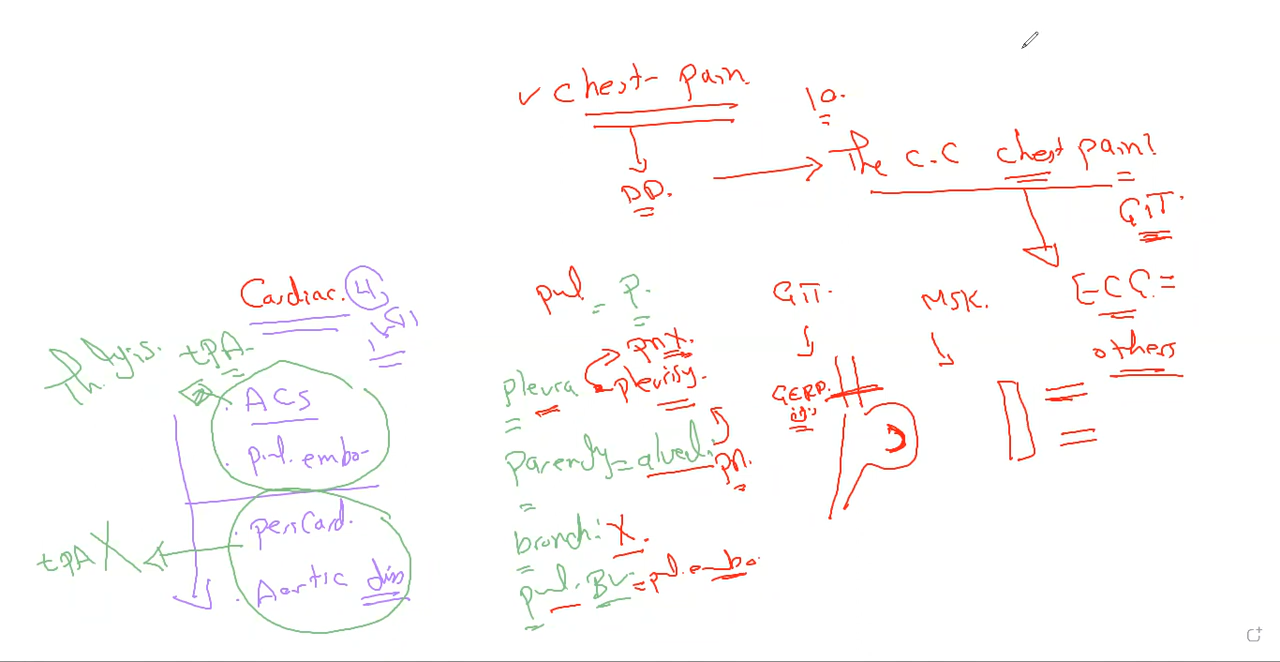 ✓ chest pain
10.
DD.
The C.C chest pain?
GIT.
Cardiac. 4
pul = P.
GIT.
MSK.
ECG =
others
tPA
ACS
pul. embo
pericard.
Aortic diss
tPA X
pnX.
pleura
pleurisy.
GERD.
Parenchy = alveoli
pn.
bronch: X.
pul. BV = pul. embo.